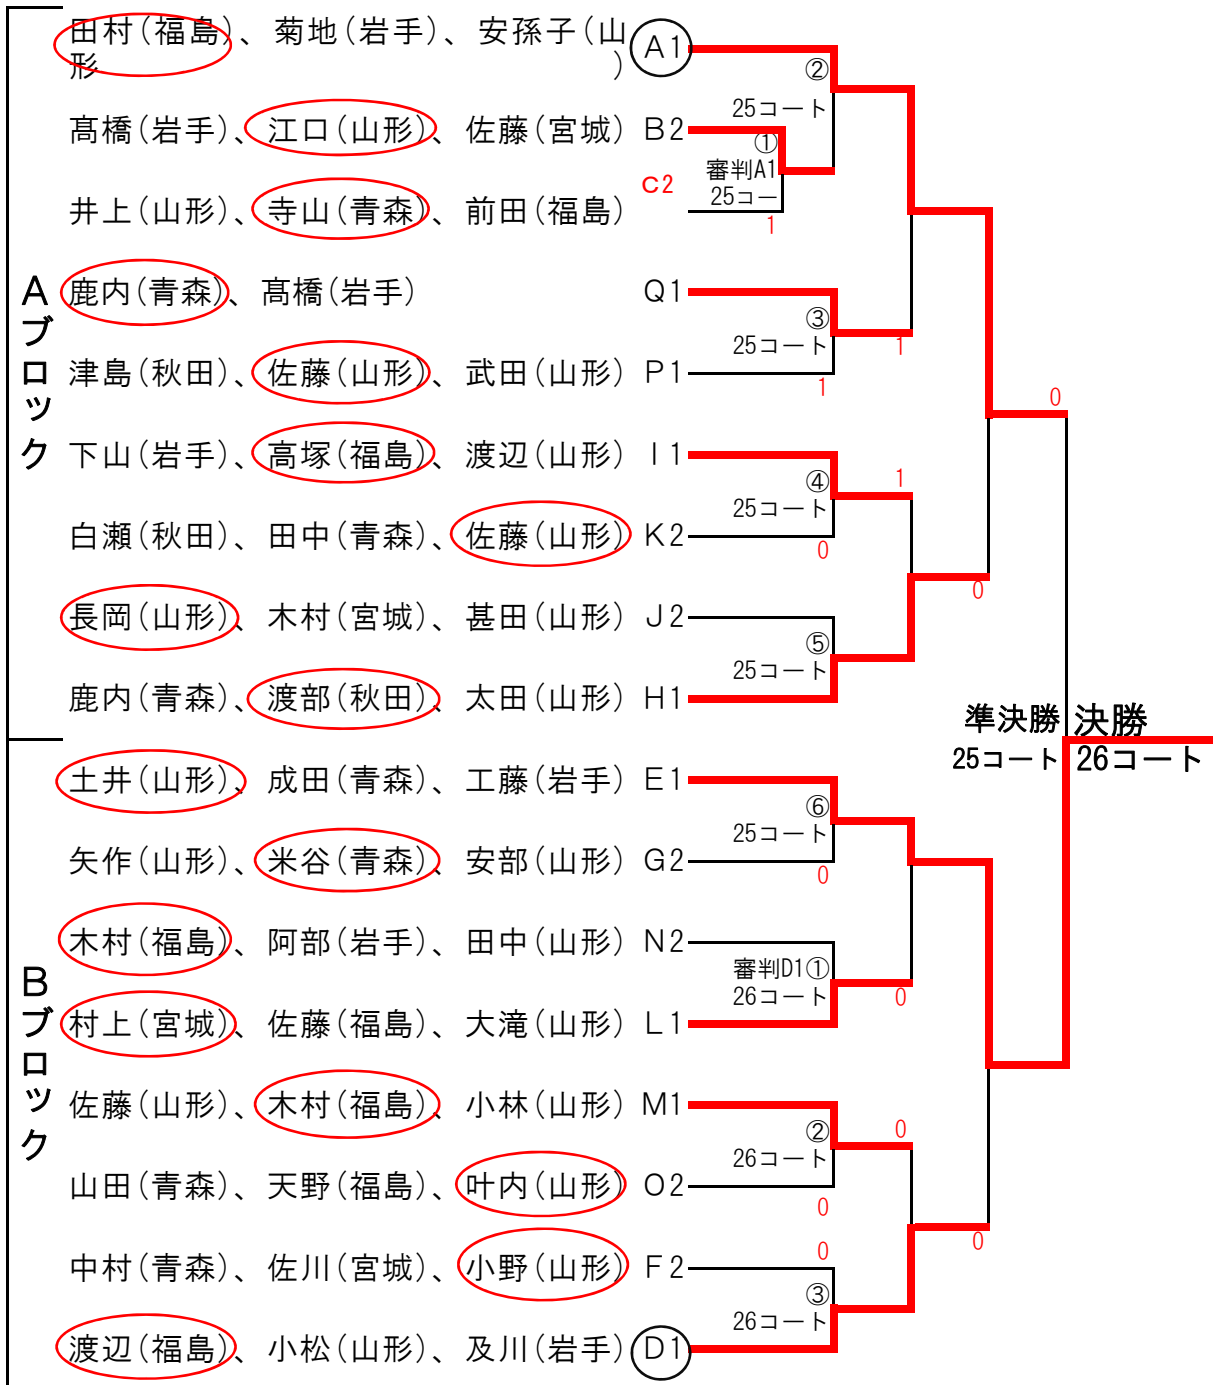 田村(福島)、菊地(岩手)、安孫子(山
形)
A1
②
25コート
髙橋(岩手)、江口(山形)、佐藤(宮城) B2
①
審判A1
25コー
c2
井上(山形)、寺山(青森)、前田(福島)
1
Aブロック
鹿内(青森)、髙橋(岩手) Q1
③
25コート
1
津島(秋田)、佐藤(山形)、武田(山形) P1
1
0
下山(岩手)、高塚(福島)、渡辺(山形) I1
④
25コート
1
白瀬(秋田)、田中(青森)、佐藤(山形) K2
0
0
長岡(山形)、木村(宮城)、甚田(山形) J2
⑤
25コート
鹿内(青森)、渡部(秋田)、太田(山形) H1
準決勝 決勝
25コート 26コート
土井(山形)、成田(青森)、工藤(岩手) E1
⑥
25コート
矢作(山形)、米谷(青森)、安部(山形) G2
0
木村(福島)、阿部(岩手)、田中(山形) N2
審判D1①
26コート
0
Bブロック
村上(宮城)、佐藤(福島)、大滝(山形) L1
佐藤(山形)、木村(福島)、小林(山形) M1
②
26コート
0
山田(青森)、天野(福島)、叶内(山形) O2
0
0
0
中村(青森)、佐川(宮城)、小野(山形) F2
③
26コート
渡辺(福島)、小松(山形)、及川(岩手) D1